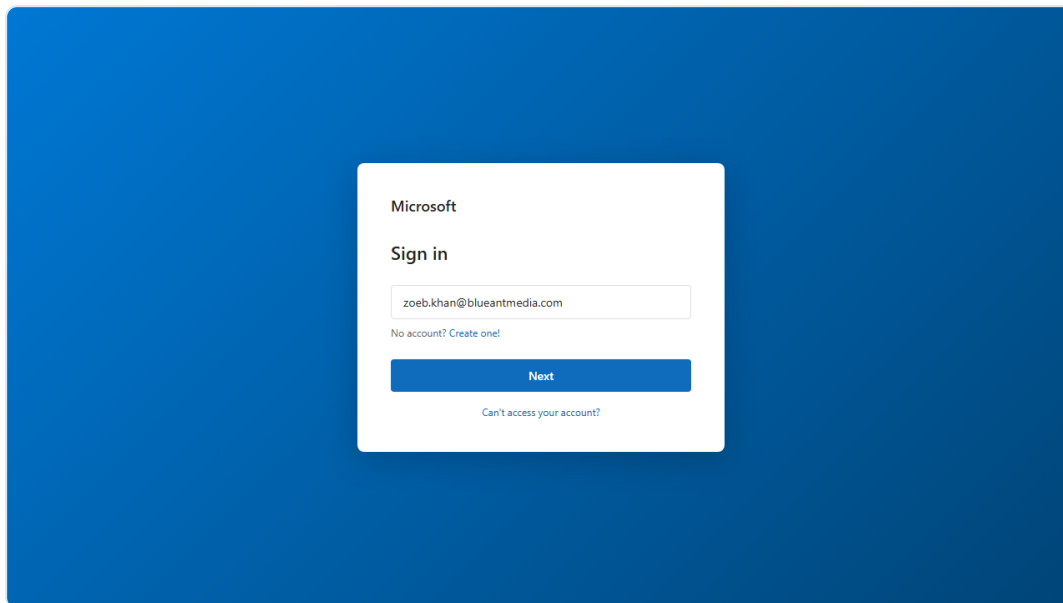 Microsoft
Sign in
zoeb.khan@blueantmedia.com
No account? Create one!
Next
Can't access your account?